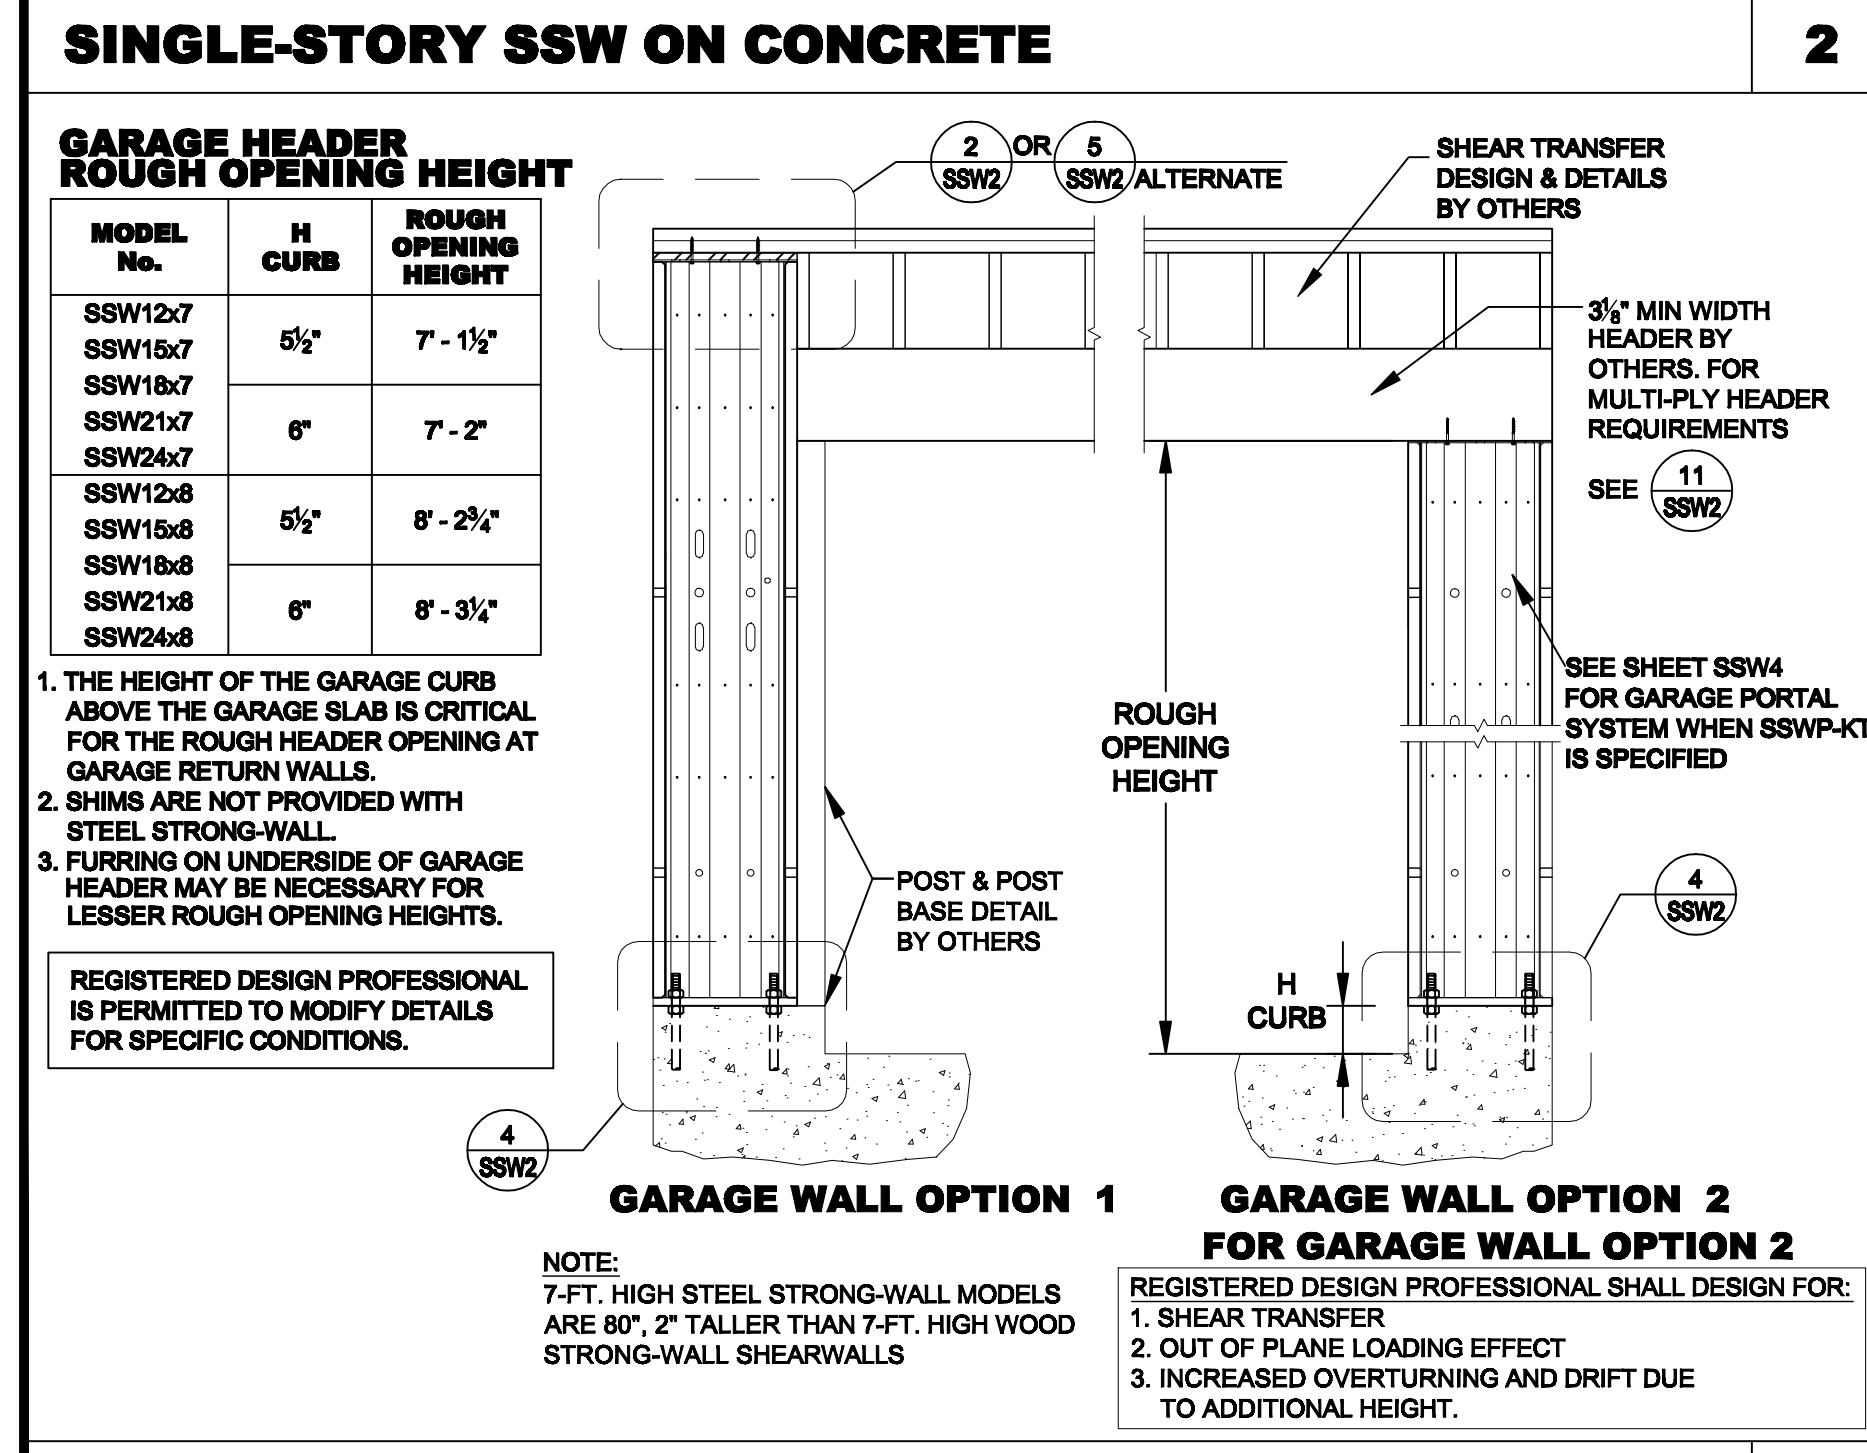 SINGLE-STORY SSW ON CONCRETE
2
GARAGE HEADER
ROUGH OPENING HEIGHT
MODEL No.
H CURB
ROUGH OPENING HEIGHT
SSW12x7
SSW15x7
SSW18x7
SSW21x7
SSW24x7
5½"
7' - 1½"
6"
7' - 2"
SSW12x8
SSW15x8
SSW18x8
SSW21x8
SSW24x8
5½"
8' - 2¾"
6"
8' - 3¼"
1. THE HEIGHT OF THE GARAGE CURB
ABOVE THE GARAGE SLAB IS CRITICAL
FOR THE ROUGH HEADER OPENING AT
GARAGE RETURN WALLS.
2. SHIMS ARE NOT PROVIDED WITH
STEEL STRONG-WALL.
3. FURRING ON UNDERSIDE OF GARAGE
HEADER MAY BE NECESSARY FOR
LESSER ROUGH OPENING HEIGHTS.
REGISTERED DESIGN PROFESSIONAL
IS PERMITTED TO MODIFY DETAILS
FOR SPECIFIC CONDITIONS.
2 OR 5
SSW2 SSW2 ALTERNATE
SHEAR TRANSFER
DESIGN & DETAILS
BY OTHERS
3⅛" MIN WIDTH
HEADER BY
OTHERS. FOR
MULTI-PLY HEADER
REQUIREMENTS
SEE 11
SSW2
SEE SHEET SSW4
FOR GARAGE PORTAL
SYSTEM WHEN SSWP-KT
IS SPECIFIED
ROUGH
OPENING
HEIGHT
POST & POST
BASE DETAIL
BY OTHERS
H
CURB
4
SSW2
4
SSW2
GARAGE WALL OPTION 1
NOTE:
7-FT. HIGH STEEL STRONG-WALL MODELS
ARE 80", 2" TALLER THAN 7-FT. HIGH WOOD
STRONG-WALL SHEARWALLS
GARAGE WALL OPTION 2
FOR GARAGE WALL OPTION 2
REGISTERED DESIGN PROFESSIONAL SHALL DESIGN FOR:
1. SHEAR TRANSFER
2. OUT OF PLANE LOADING EFFECT
3. INCREASED OVERTURNING AND DRIFT DUE
TO ADDITIONAL HEIGHT.